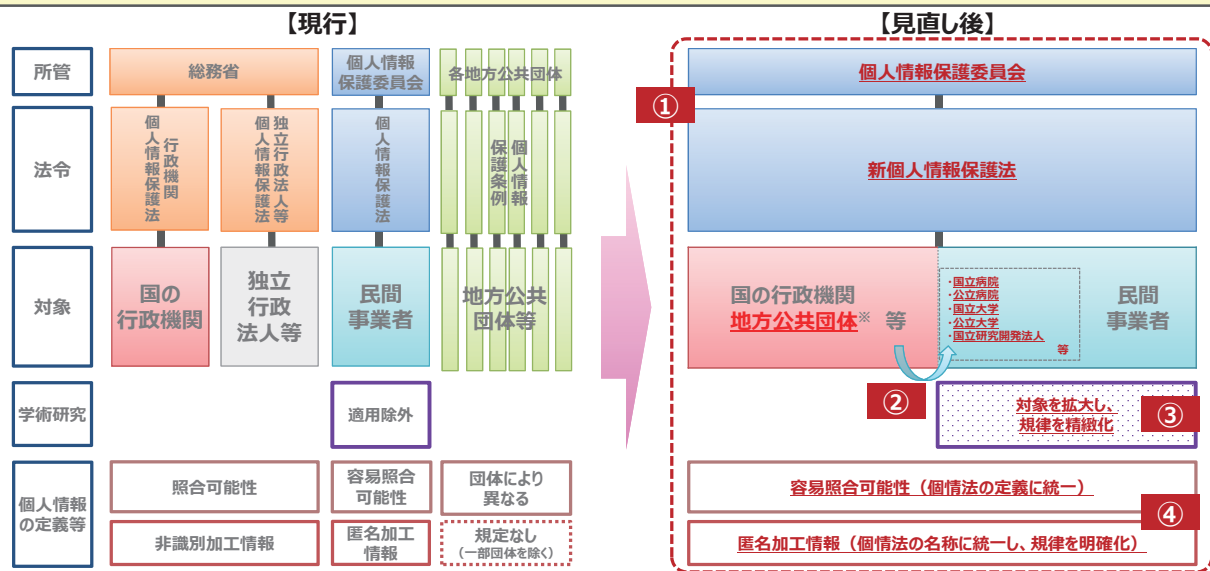 【現行】
【見直し後】
所管
総務省
個人情報
保護委員会
各地方公共団体
個人情報保護委員会
①
法令
行政機関
個人情報保護法
独立行政法人等
個人情報保護法
個人情報保護法
個人情報
保護条例
新個人情報保護法
対象
国の
行政機関
独立
行政
法人等
民間
事業者
地方公共
団体等
国の行政機関
地方公共団体※ 等
・国立病院
・公立病院
・国立大学
・公立大学
・国立研究開発法人
等
民間
事業者
②
学術研究
適用除外
対象を拡大し、
規律を精緻化
③
個人情報
の定義等
照合可能性
容易照合
可能性
団体により
異なる
容易照合可能性（個情法の定義に統一）
④
非識別加工情報
匿名加工
情報
規定なし
（一部団体を除く）
匿名加工情報（個情法の名称に統一し、規律を明確化）